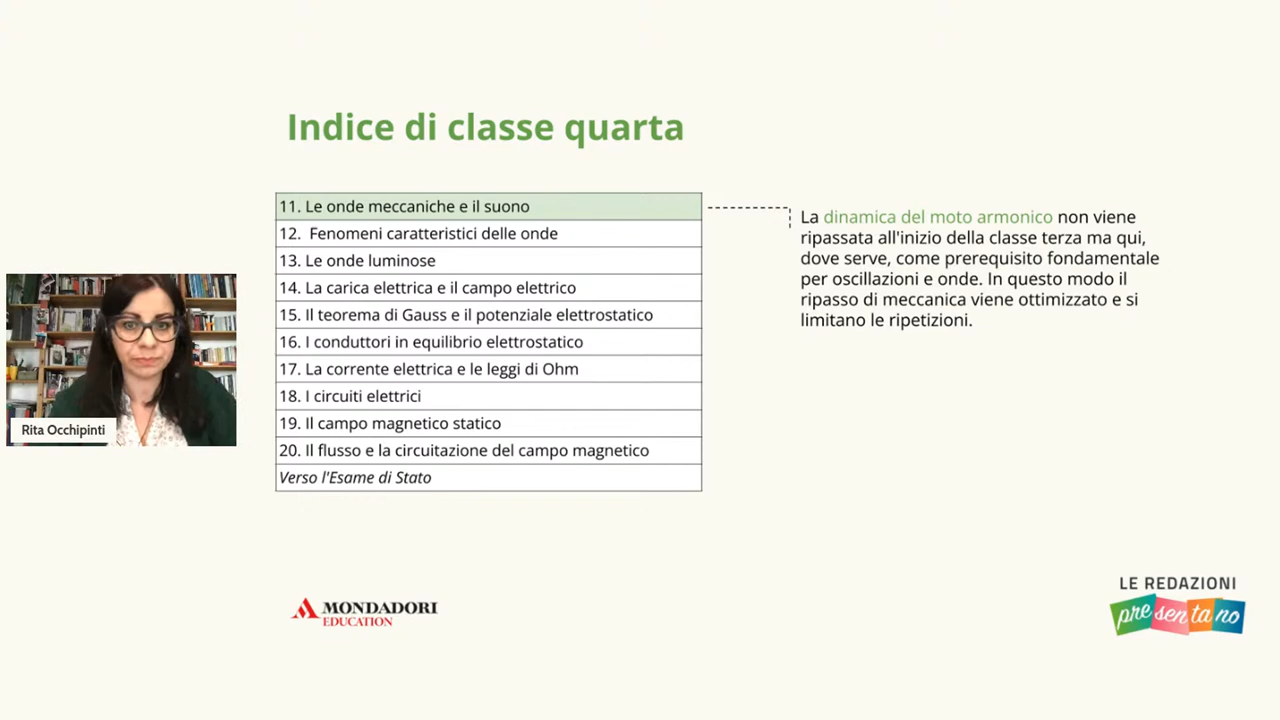 Indice di classe quarta
11. Le onde meccaniche e il suono
12. Fenomeni caratteristici delle onde
13. Le onde luminose
14. La carica elettrica e il campo elettrico
15. Il teorema di Gauss e il potenziale elettrostatico
16. I conduttori in equilibrio elettrostatico
17. La corrente elettrica e le leggi di Ohm
18. I circuiti elettrici
19. Il campo magnetico statico
20. Il flusso e la circuitazione del campo magnetico
Verso l'Esame di Stato
La dinamica del moto armonico non viene
ripassata all'inizio della classe terza ma qui,
dove serve, come prerequisito fondamentale
per oscillazioni e onde. In questo modo il
ripasso di meccanica viene ottimizzato e si
limitano le ripetizioni.
Rita Occhipinti
MONDADORI
EDUCATION
LE REDAZIONI
presentano